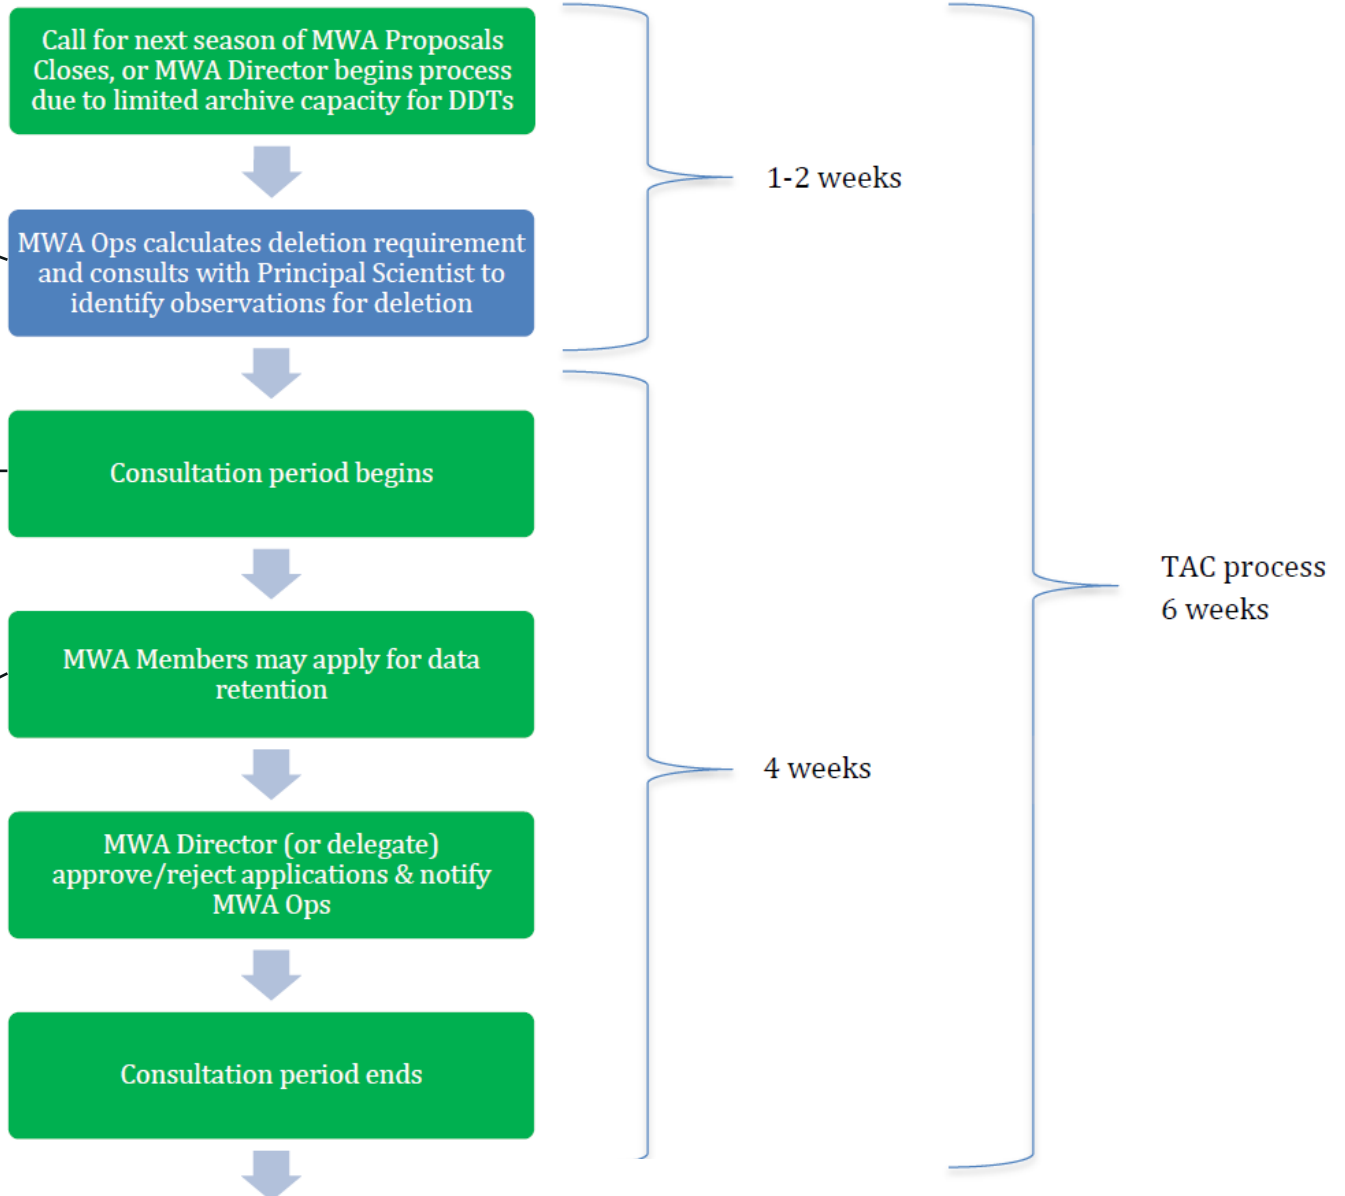 Call for next season of MWA Proposals
Closes, or MWA Director begins process
due to limited archive capacity for DDTs
1-2 weeks
MWA Ops calculates deletion requirement
and consults with Principal Scientist to
identify observations for deletion
Consultation period begins
TAC process
6 weeks
MWA Members may apply for data
retention
4 weeks
MWA Director (or delegate)
approve/reject applications & notify
MWA Ops
Consultation period ends